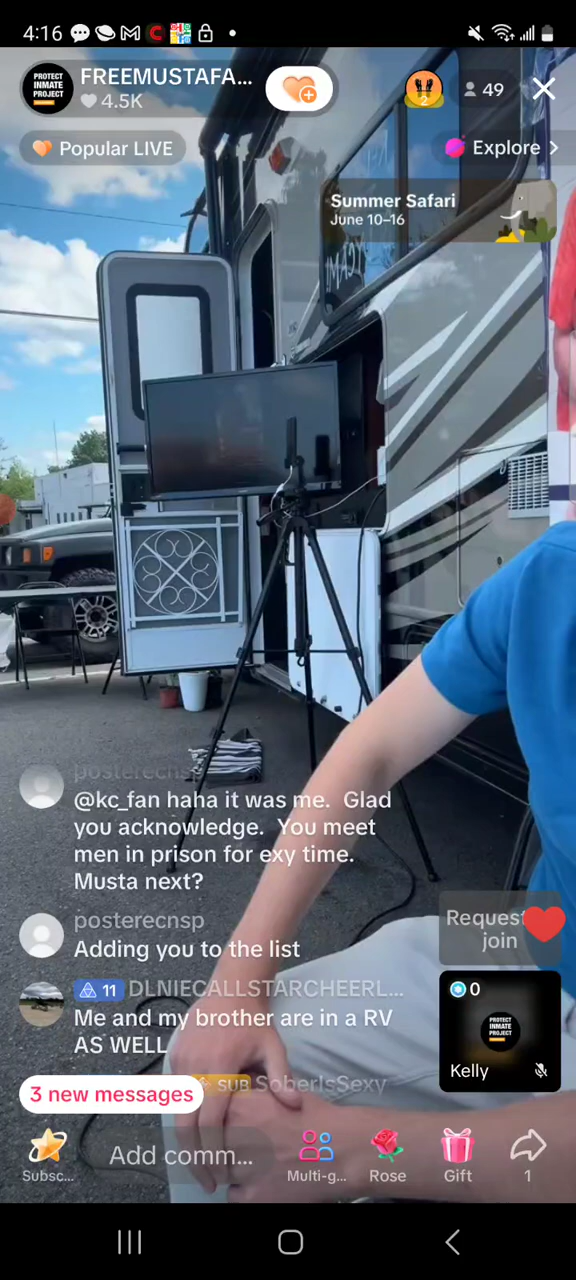 4:16
PROTECT
INMATE
PROJECT
FREEMUSTAFA...
4.5K
2
49
Popular LIVE
Explore >
Summer Safari
June 10–16
posterecnsp
@kc_fan haha it was me. Glad
you acknowledge. You meet
men in prison for exy time.
Musta next?
posterecnsp
Adding you to the list
11 DLNIECALLSTARCHEERL...
Me and my brother are in a RV
AS WELL
SUB SoberIsSexy
3 new messages
Request
join
0
PROTECT
INMATE
PROJECT
Kelly
Add comm...
Subsc...
Multi-g...
Rose
Gift
1